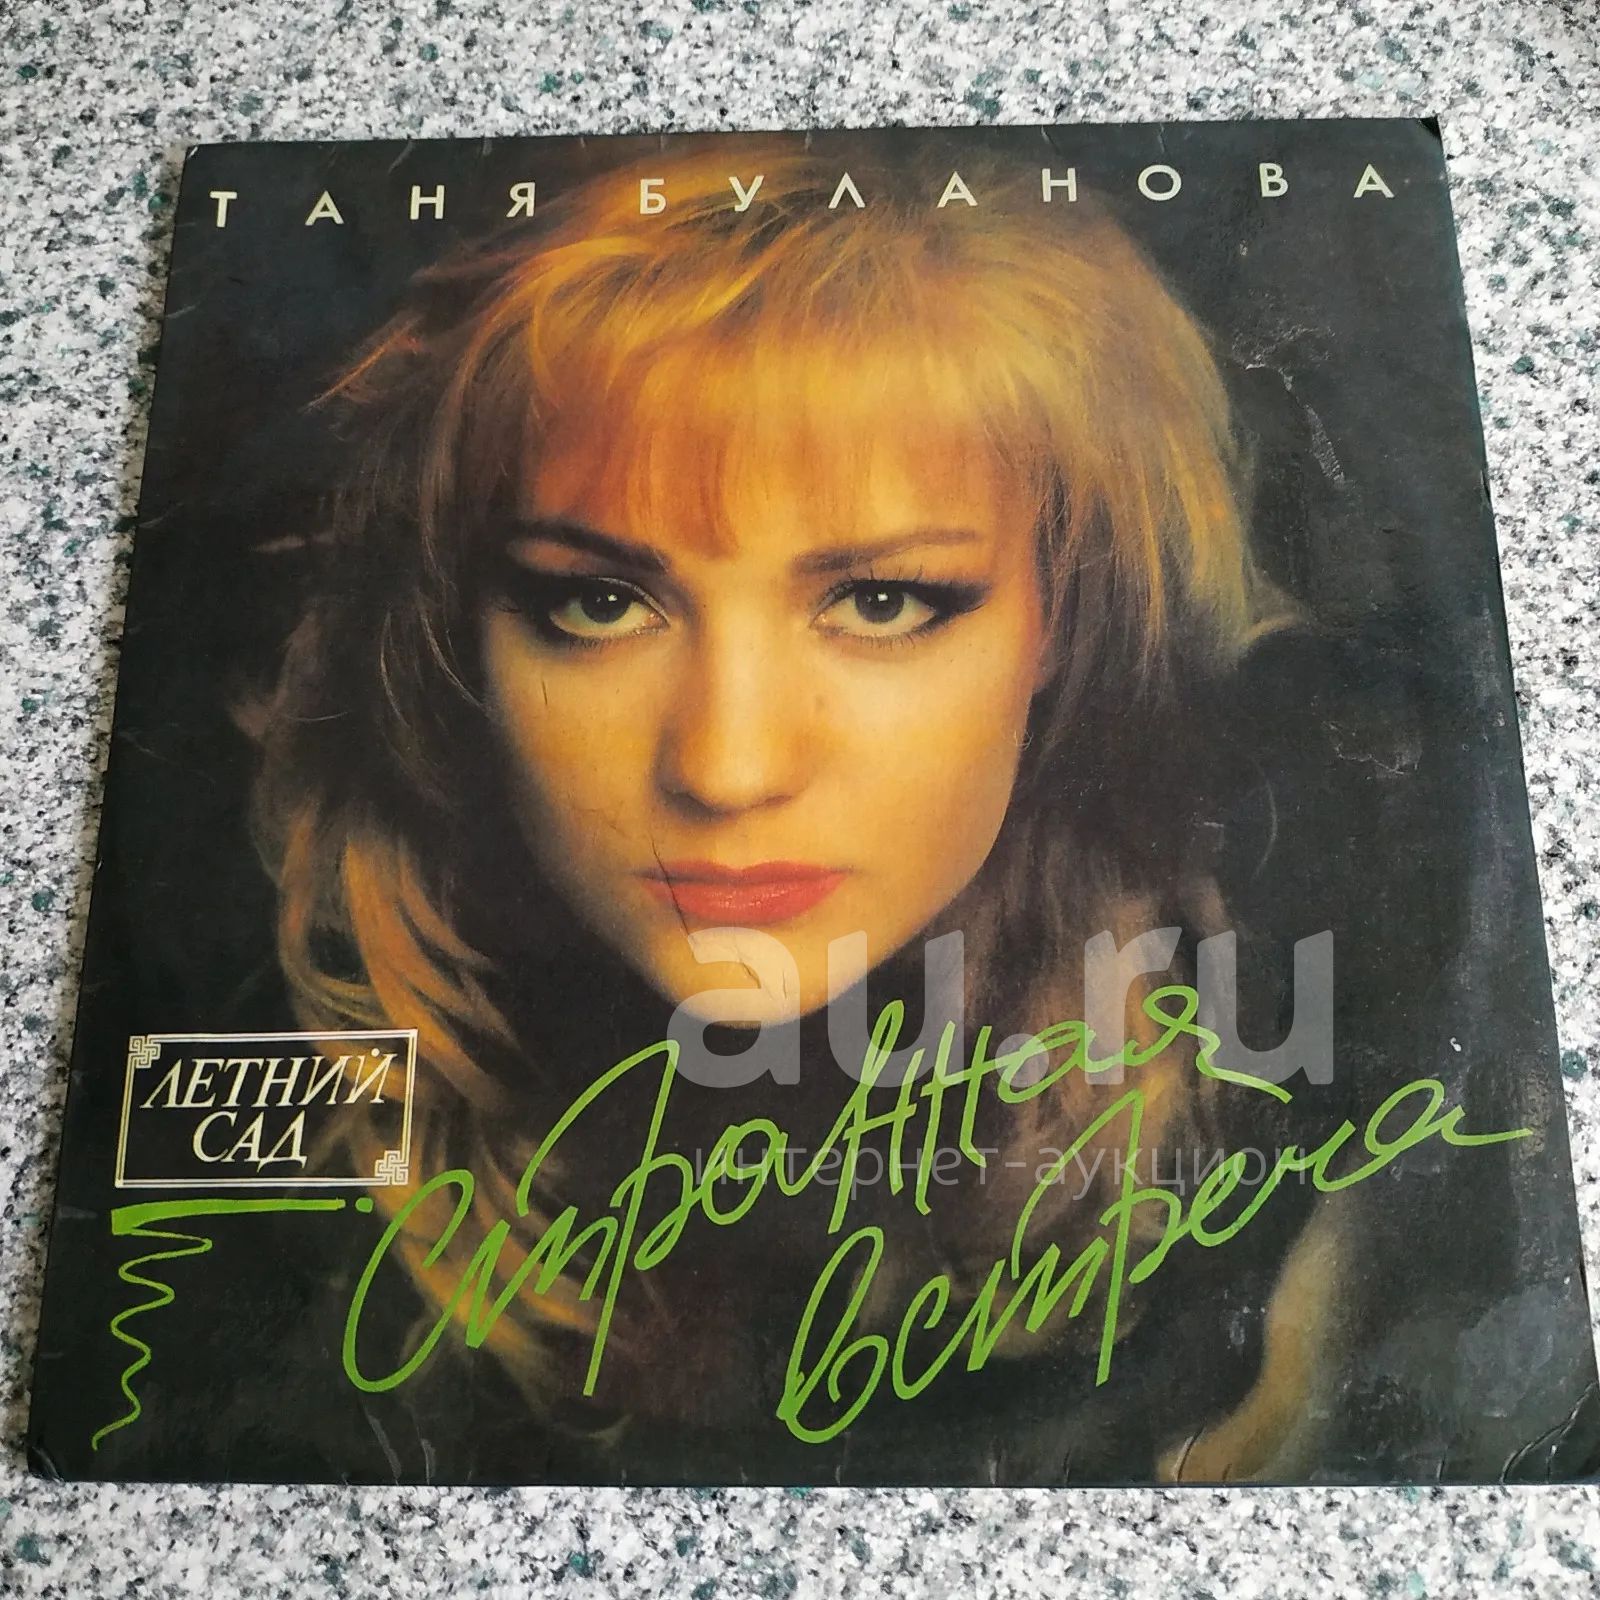 ТАНЯ БУЛАНОВА
au.ru
интернет-аукцион
ЛЕТНИЙ
САД
Странная
встреча